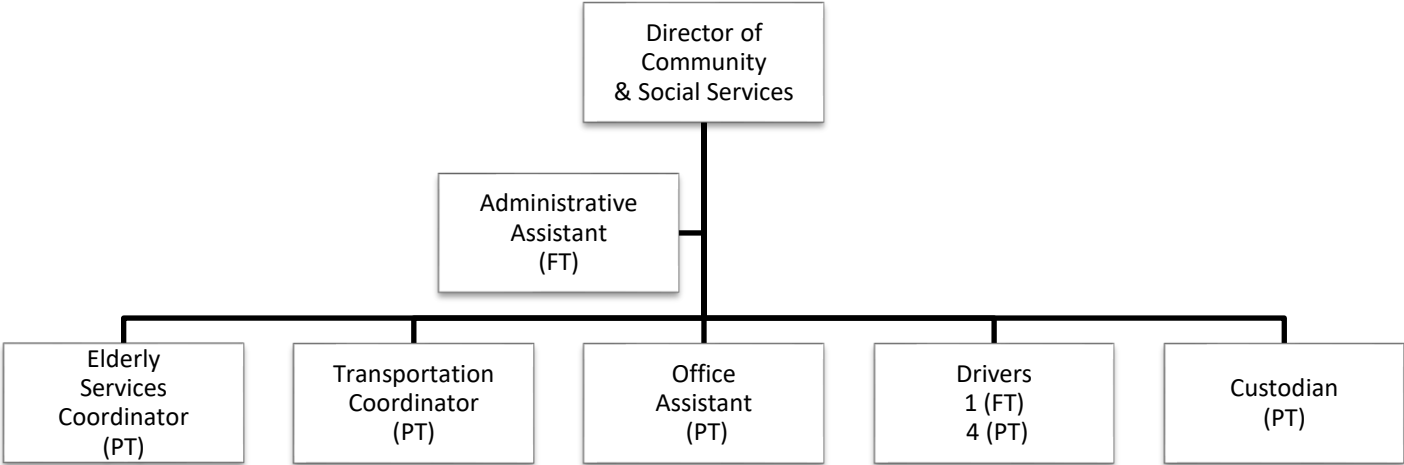 Director of
Community
& Social Services
Administrative
Assistant
(FT)
Elderly
Services
Coordinator
(PT)
Transportation
Coordinator
(PT)
Office
Assistant
(PT)
Drivers
1 (FT)
4 (PT)
Custodian
(PT)